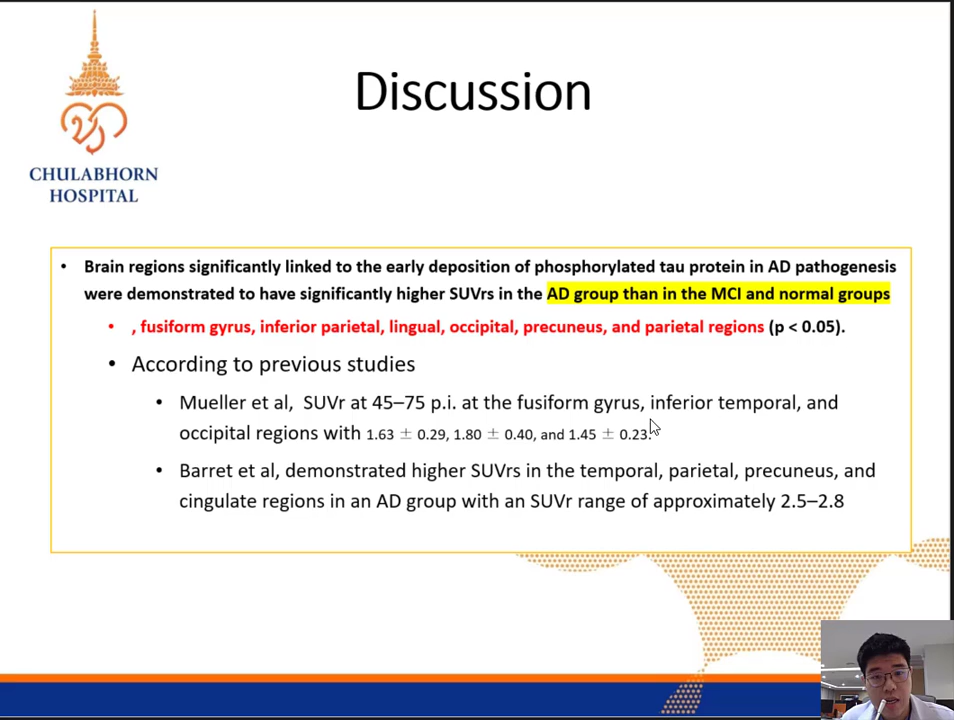 CHULABHORN
HOSPITAL
Discussion
• Brain regions significantly linked to the early deposition of phosphorylated tau protein in AD pathogenesis
were demonstrated to have significantly higher SUVrs in the AD group than in the MCI and normal groups
• , fusiform gyrus, inferior parietal, lingual, occipital, precuneus, and parietal regions (p < 0.05).
• According to previous studies
• Mueller et al, SUVr at 45–75 p.i. at the fusiform gyrus, inferior temporal, and
occipital regions with 1.63 ± 0.29, 1.80 ± 0.40, and 1.45 ± 0.23.
• Barret et al, demonstrated higher SUVrs in the temporal, parietal, precuneus, and
cingulate regions in an AD group with an SUVr range of approximately 2.5–2.8